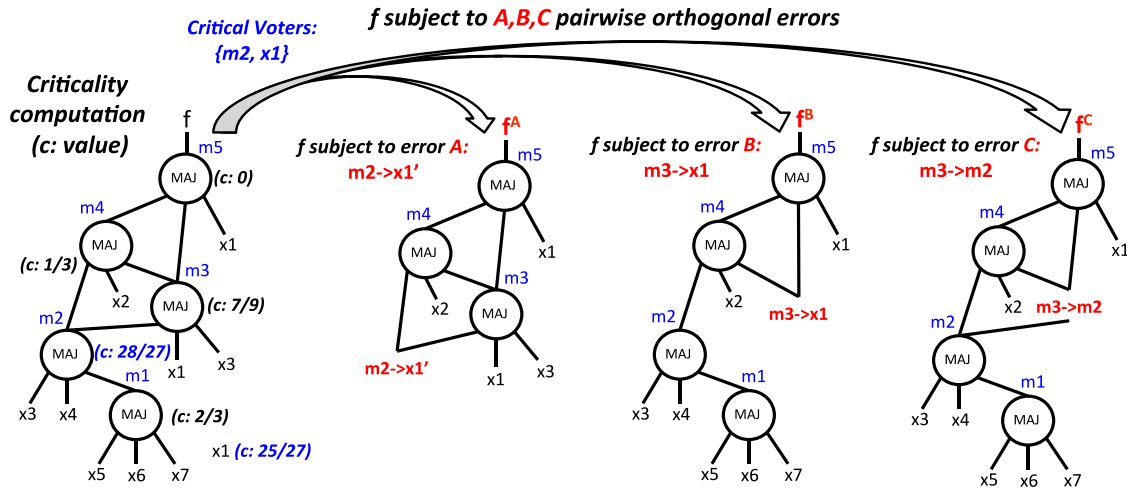 Critical Voters:
{m2, x1}
f subject to A,B,C pairwise orthogonal errors
Criticality
computation
(c: value)
f
m5
MAJ
(c: 0)
m4
MAJ
x1
(c: 1/3)
m3
x2
MAJ
(c: 7/9)
m2
MAJ
(c: 28/27)
x1
x3
m1
x3
x4
MAJ
(c: 2/3)
x1 (c: 25/27)
x5
x6
x7
fA
f subject to error A:
m2->x1’
m5
MAJ
m4
MAJ
x1
m3
x2
MAJ
m2->x1’
x1
x3
fB
f subject to error B:
m3->x1
m5
MAJ
m4
MAJ
x1
x2
m3->x1
m2
MAJ
m1
x3
x4
MAJ
x5
x6
x7
fC
f subject to error C:
m3->m2
m5
MAJ
m4
MAJ
x1
x2
m3->m2
m2
MAJ
m1
x3
x4
MAJ
x5
x6
x7